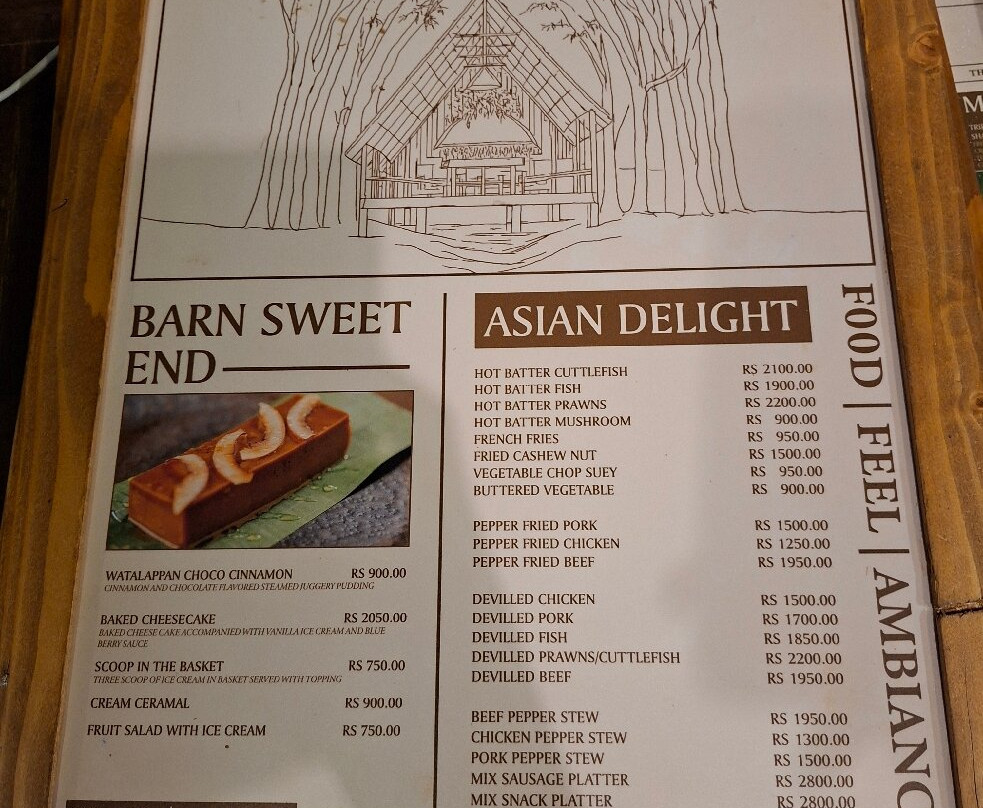 BARN SWEET
END
WATALAPPAN CHOCO CINNAMON RS 900.00
CINNAMON AND CHOCOLATE FLAVORED STEAMED JUGGERY PUDDING
BAKED CHEESECAKE RS 2050.00
BAKED CHEESE CAKE ACCOMPANIED WITH VANILLA ICE CREAM AND BLUE
BERRY SAUCE
SCOOP IN THE BASKET RS 750.00
THREE SCOOP OF ICE CREAM IN BASKET SERVED WITH TOPPING
CREAM CERAMAL RS 900.00
FRUIT SALAD WITH ICE CREAM RS 750.00
ASIAN DELIGHT
HOT BATTER CUTTLEFISH RS 2100.00
HOT BATTER FISH RS 1900.00
HOT BATTER PRAWNS RS 2200.00
HOT BATTER MUSHROOM RS 900.00
FRENCH FRIES RS 950.00
FRIED CASHEW NUT RS 1500.00
VEGETABLE CHOP SUEY RS 950.00
BUTTERED VEGETABLE RS 900.00
PEPPER FRIED PORK RS 1500.00
PEPPER FRIED CHICKEN RS 1250.00
PEPPER FRIED BEEF RS 1950.00
DEVILLED CHICKEN RS 1500.00
DEVILLED PORK RS 1700.00
DEVILLED FISH RS 1850.00
DEVILLED PRAWNS/CUTTLEFISH RS 2200.00
DEVILLED BEEF RS 1950.00
BEEF PEPPER STEW RS 1950.00
CHICKEN PEPPER STEW RS 1300.00
PORK PEPPER STEW RS 1500.00
MIX SAUSAGE PLATTER RS 2800.00
MIX SNACK PLATTER RS 2800.00
FOOD | FEEL | AMBIANC